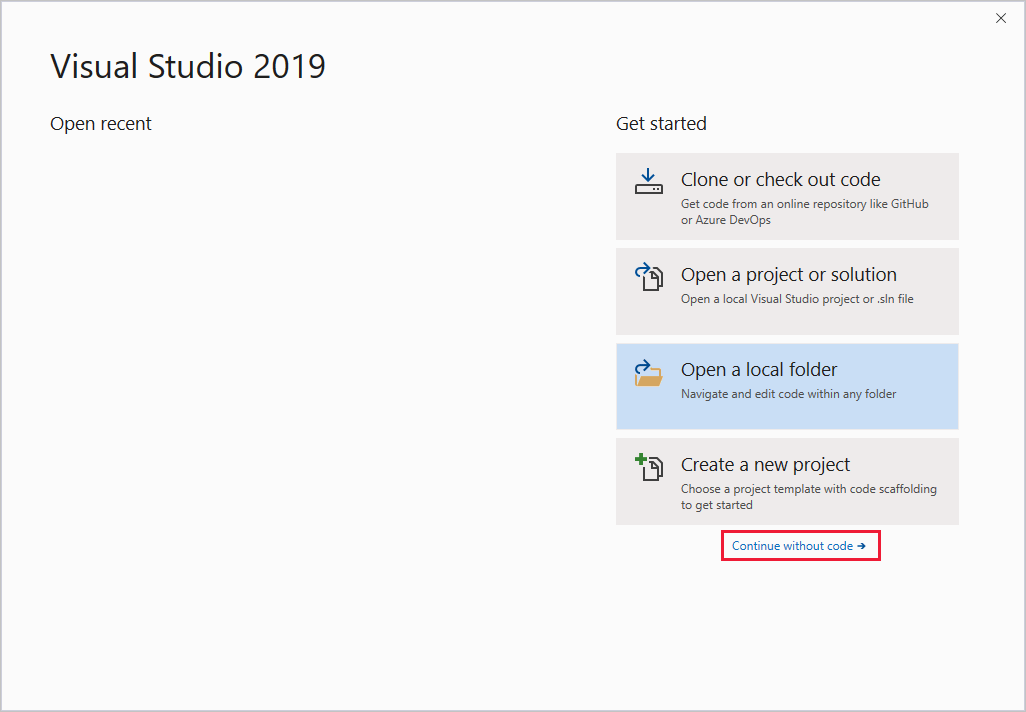 Visual Studio 2019
Open recent
Get started
Clone or check out code
Get code from an online repository like GitHub
or Azure DevOps
Open a project or solution
Open a local Visual Studio project or .sln file
Open a local folder
Navigate and edit code within any folder
Create a new project
Choose a project template with code scaffolding
to get started
Continue without code →